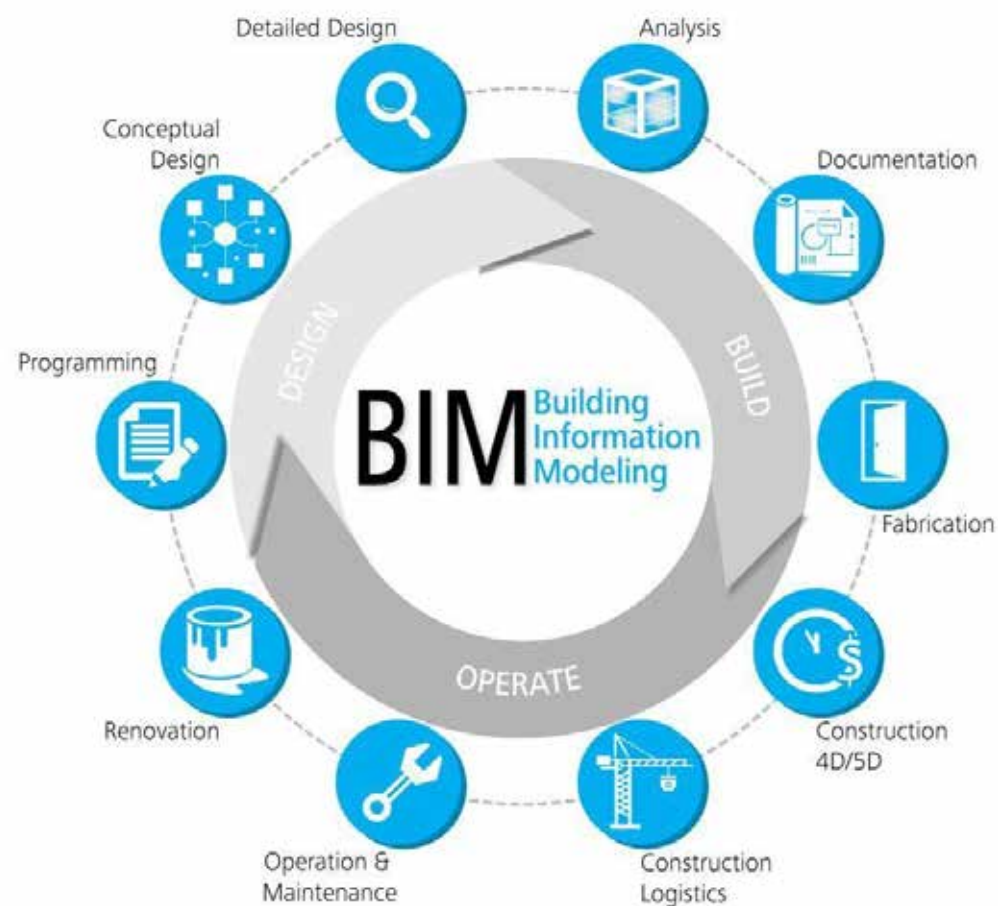 Detailed Design
Analysis
Conceptual
Design
Documentation
Programming
DESIGN
BUILD
BIM
Building
Information
Modeling
Fabrication
Renovation
OPERATE
Construction
4D/5D
Operation &
Maintenance
Construction
Logistics